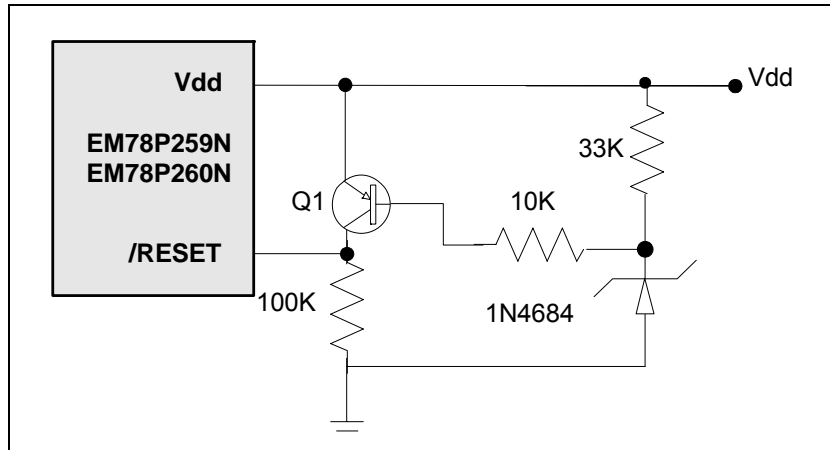 Vdd
Vdd
EM78P259N
EM78P260N
33K
Q1
10K
/RESET
100K
1N4684